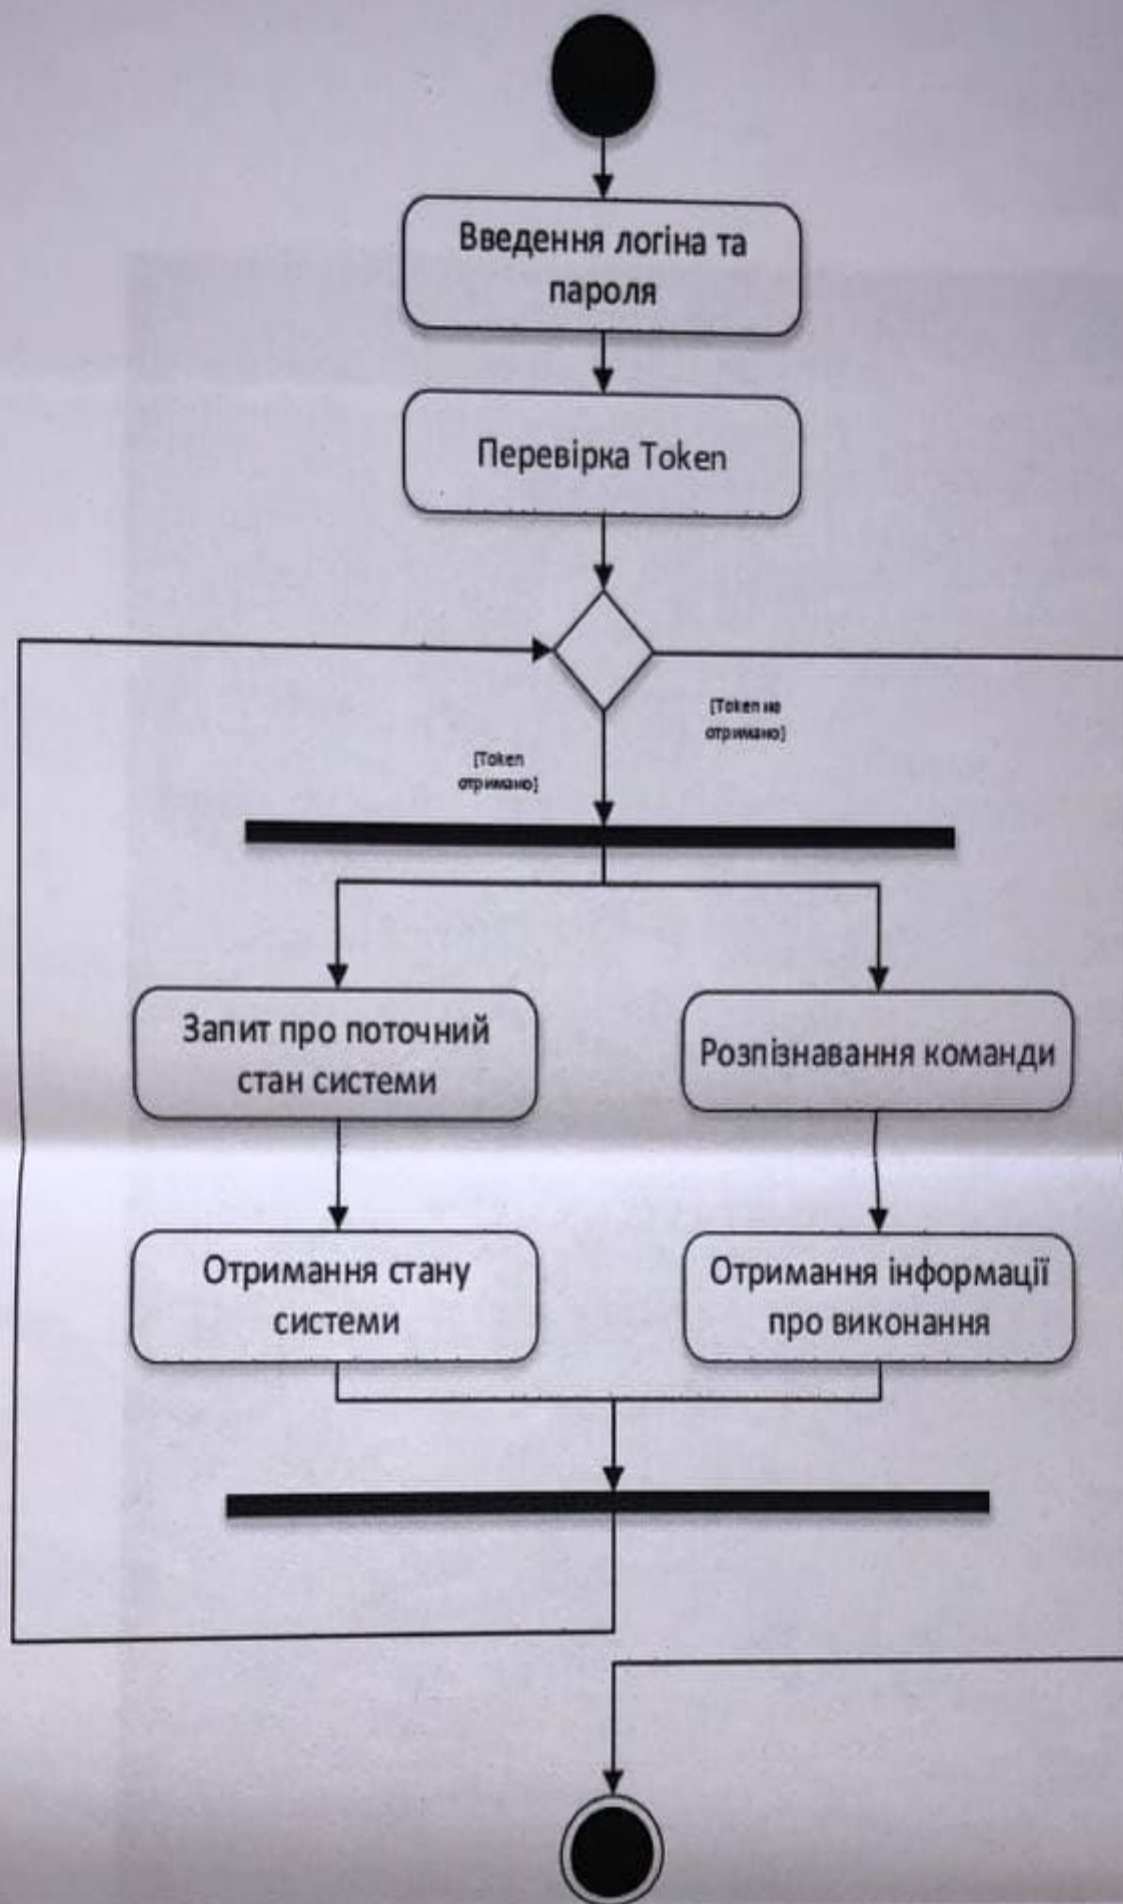 Введення логіна та
пароля
Перевірка Token
[Token не
отримано]
[Token
отримано]
Запит про поточний
стан системи
Розпізнавання команди
Отримання стану
системи
Отримання інформації
про виконання